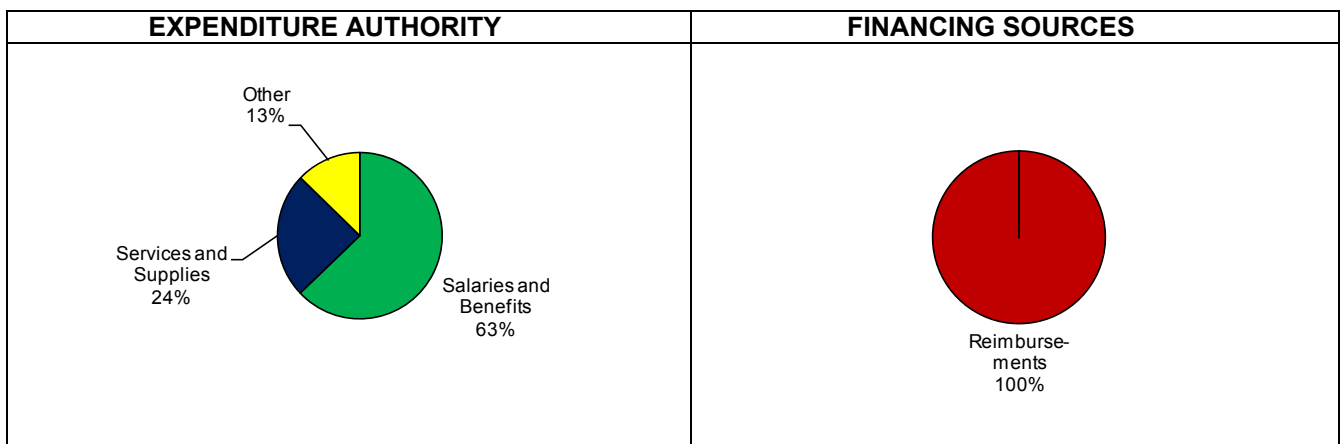 EXPENDITURE AUTHORITY
FINANCING SOURCES
Other
13%
Services and
Supplies
24%
Salaries and
Benefits
63%
Reimburse-
ments
100%